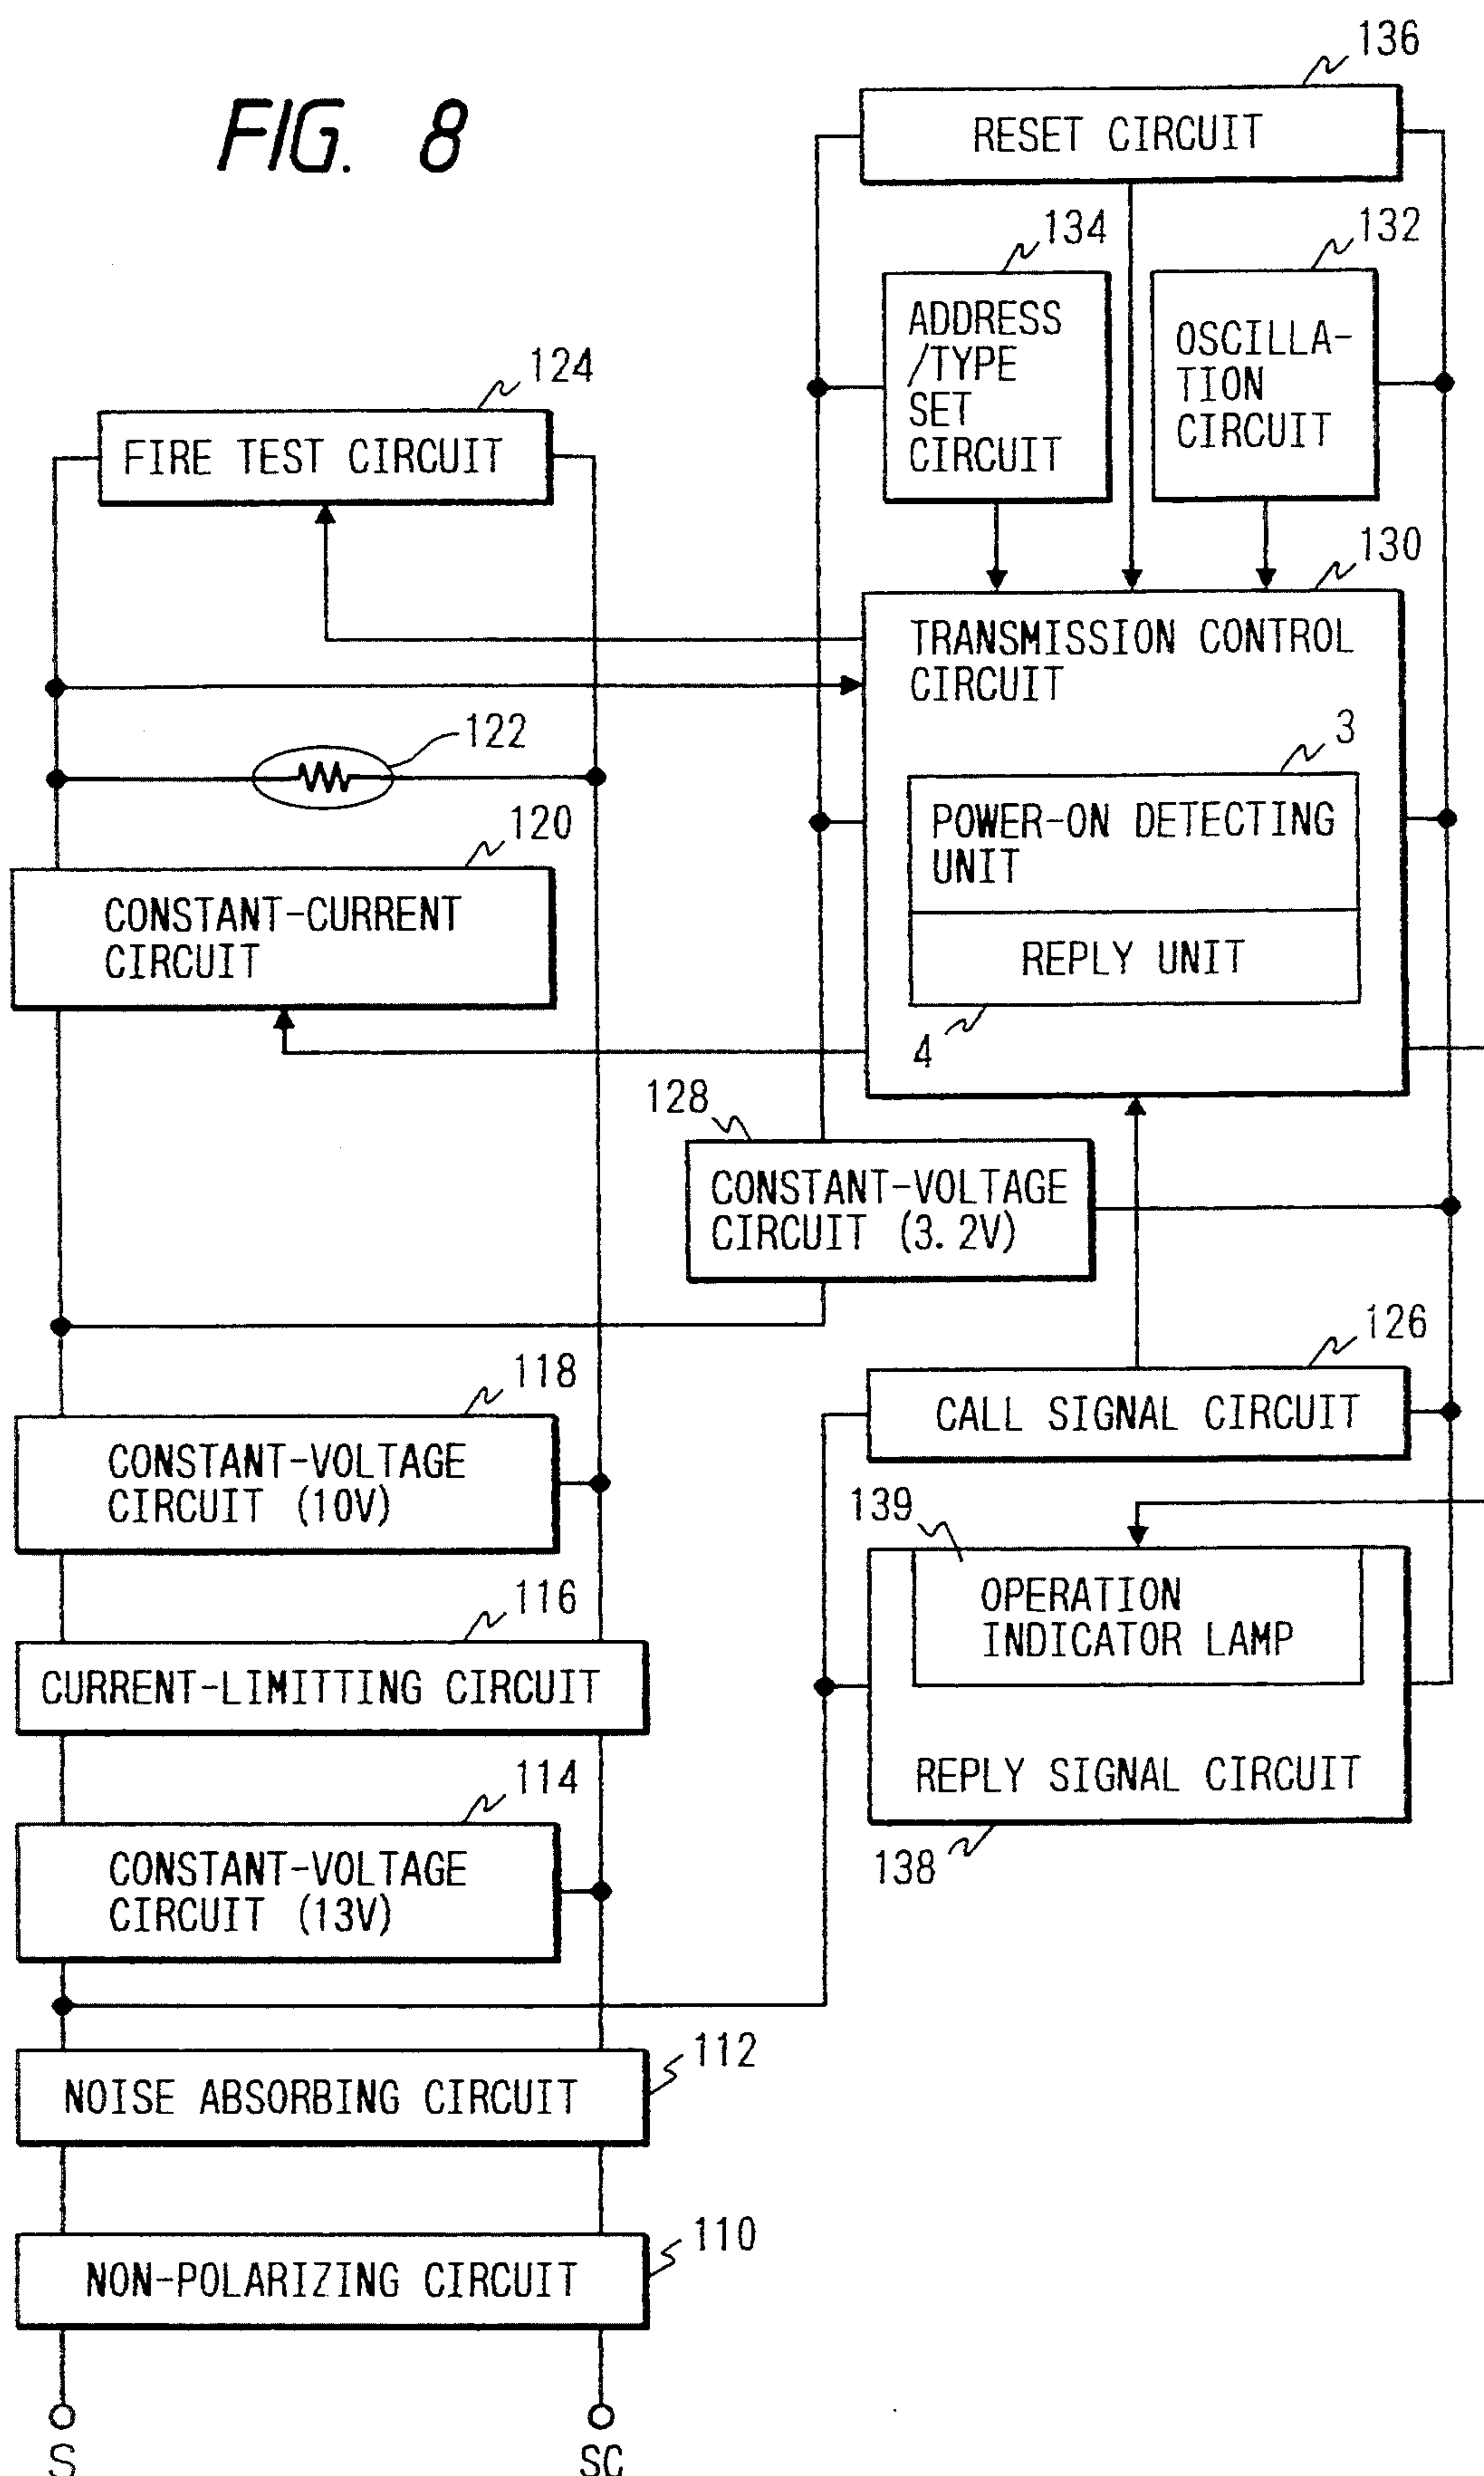 FIG. 8
136
RESET CIRCUIT
134
132
ADDRESS
/TYPE
SET
CIRCUIT
OSCILLA-
TION
CIRCUIT
124
FIRE TEST CIRCUIT
130
TRANSMISSION CONTROL
CIRCUIT
122
3
POWER-ON DETECTING
UNIT
120
CONSTANT-CURRENT
CIRCUIT
REPLY UNIT
4
128
CONSTANT-VOLTAGE
CIRCUIT (3.2V)
126
CALL SIGNAL CIRCUIT
118
CONSTANT-VOLTAGE
CIRCUIT (10V)
139
OPERATION
INDICATOR LAMP
116
CURRENT-LIMITTING CIRCUIT
REPLY SIGNAL CIRCUIT
138
114
CONSTANT-VOLTAGE
CIRCUIT (13V)
112
NOISE ABSORBING CIRCUIT
110
NON-POLARIZING CIRCUIT
S
SC